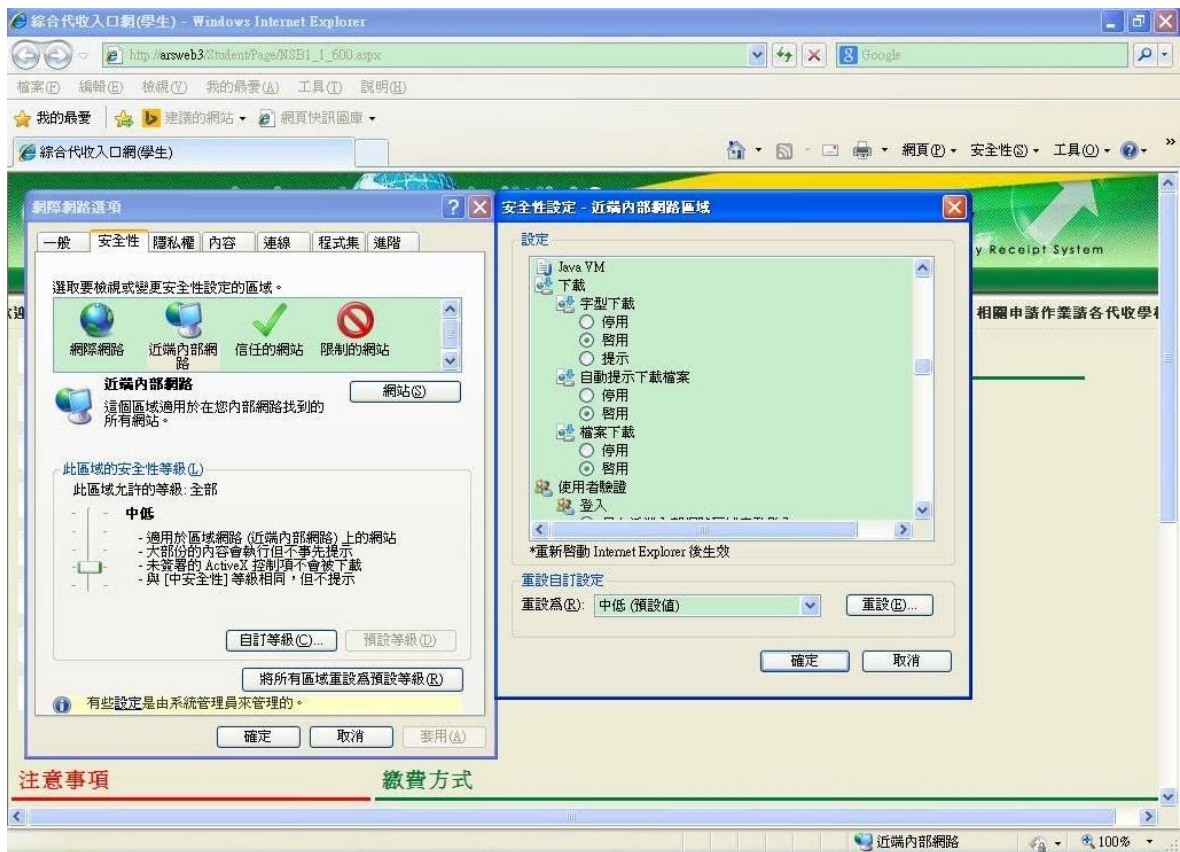 綜合代收入口網(學生) - Windows Internet Explorer
http://arsweb3/Student/Page/NSB1_1_600.aspx
Google
檔案(F) 編輯(E) 檢視(V) 我的最愛(A) 工具(T) 說明(H)
我的最愛 建議的網站 網頁快訊圖庫
綜合代收入口網(學生)
網頁(P) 安全性(S) 工具(O)
y Receipt System
相關申請作業請各代收學
網際網路選項
一般 安全性 隱私權 內容 連線 程式集 進階
選取要檢視或變更安全性設定的區域。
網際網路 近端內部網路 信任的網站 限制的網站
近端內部網路
網站(S)
這個區域適用於在您內部網路找到的
所有網站。
此區域的安全性等級(L)
此區域允許的等級: 全部
中低
- 適用於區域網路 (近端內部網路) 上的網站
- 大部份的內容會執行但不事先提示
- 未簽署的 ActiveX 控制項不會被下載
- 與 [中安全性] 等級相同，但不提示
自訂等級(C)... 預設等級(D)
將所有區域重設為預設等級(R)
有些設定是由系統管理員來管理的。
確定 取消 套用(A)
安全性設定 - 近端內部網路區域
設定
Java VM
下載
字型下載
停用
啟用
提示
自動提示下載檔案
停用
啟用
檔案下載
停用
啟用
使用者驗證
登入
*重新啟動 Internet Explorer 後生效
重設自訂設定
重設為(R): 中低 (預設值) 重設(E)...
確定 取消
注意事項 繳費方式
近端內部網路 100%